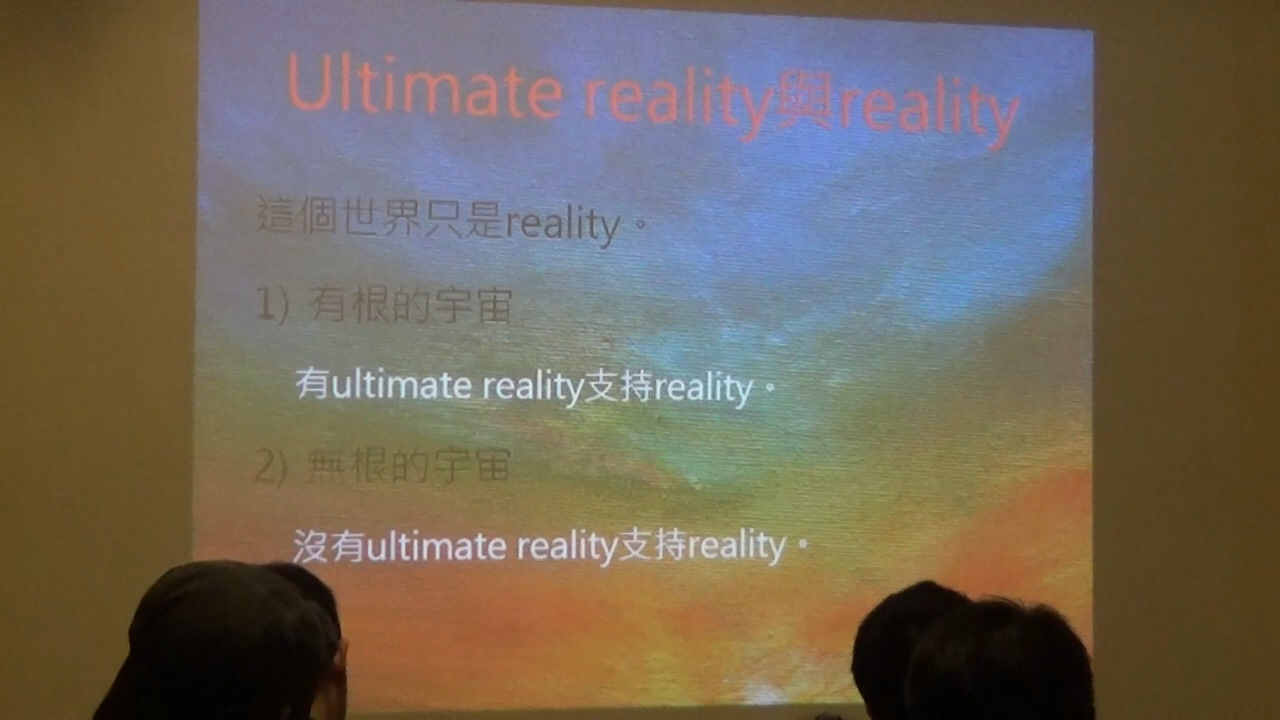 Ultimate reality與reality
這個世界只是reality。
1) 有根的宇宙
有ultimate reality支持reality。
2) 無根的宇宙
沒有ultimate reality支持reality。